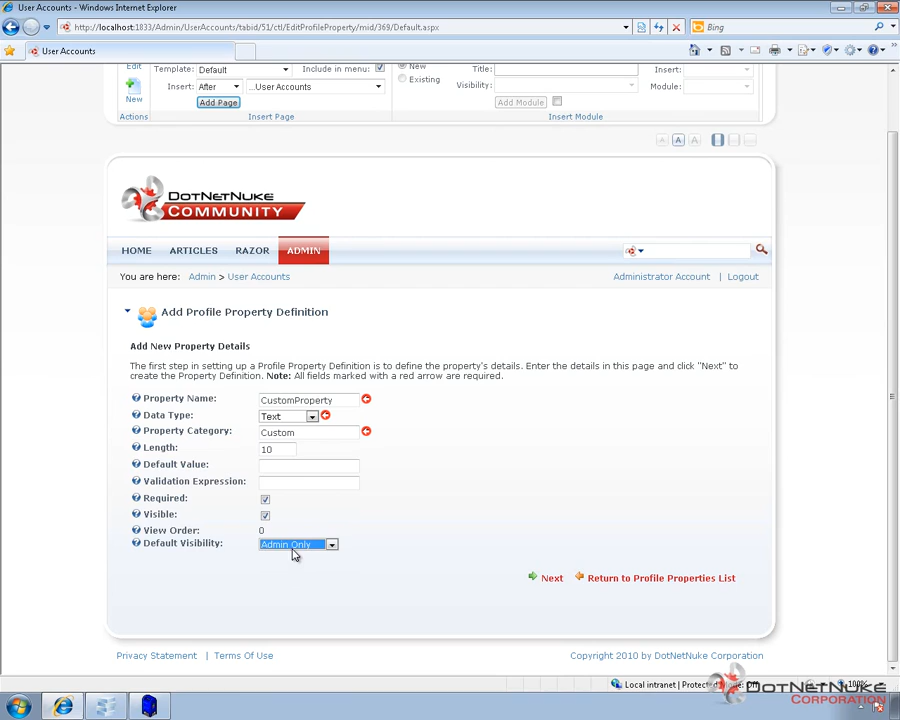 User Accounts - Windows Internet Explorer
http://localhost:1833/Admin/UserAccounts/tabid/51/ctl/EditProfileProperty/mid/369/Default.aspx
Bing
User Accounts
Edit
Template: Default
Include in menu:
New
Title:
Insert:
Existing
Insert: After
...User Accounts
Visibility:
Module:
New
Add Page
Add Module
Actions
Insert Page
Insert Module
A
A
A
DOTNETNUKE
COMMUNITY
HOME ARTICLES RAZOR ADMIN
You are here: Admin > User Accounts
Administrator Account | Logout
Add Profile Property Definition
Add New Property Details
The first step in setting up a Profile Property Definition is to define the property's details. Enter the details in this page and click "Next" to
create the Property Definition. Note: All fields marked with a red arrow are required.
Property Name: CustomProperty
Data Type: Text
Property Category: Custom
Length: 10
Default Value:
Validation Expression:
Required:
Visible:
View Order: 0
Default Visibility: Admin Only
Next
Return to Profile Properties List
Privacy Statement | Terms Of Use
Copyright 2010 by DotNetNuke Corporation
Local intranet | Protected Mode: Off
100%
DOTNETNUKE
CORPORATION